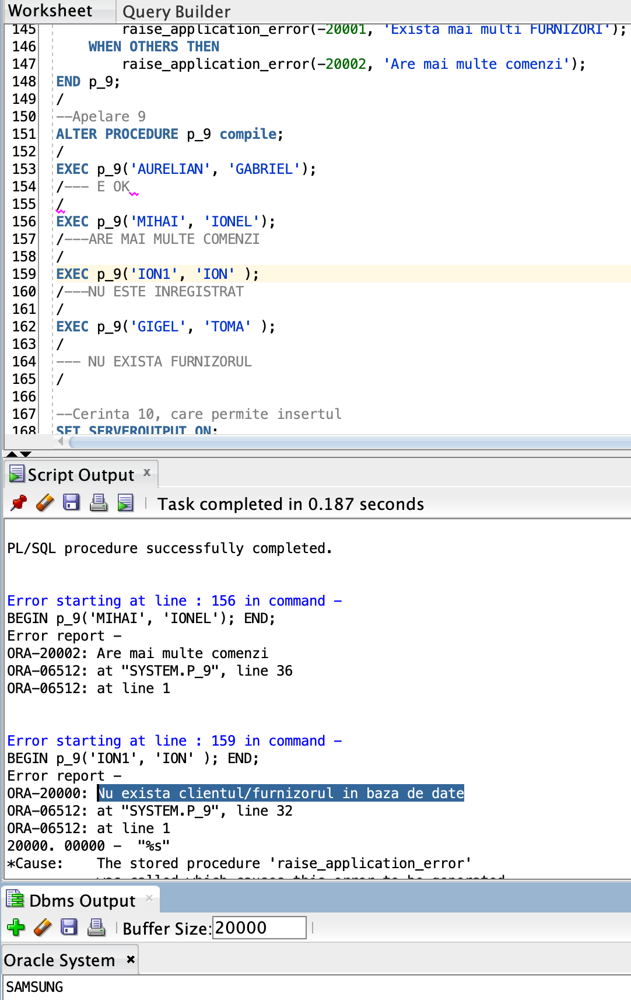 Worksheet Query Builder
145 raise_application_error(-20001, 'Exista mai multi FURNIZORI');
146 WHEN OTHERS THEN
147 raise_application_error(-20002, 'Are mai multe comenzi');
148 END p_9;
149 /
150 --Apelare 9
151 ALTER PROCEDURE p_9 compile;
152 /
153 EXEC p_9('AURELIAN', 'GABRIEL');
154 /--- E OK
155 /
156 EXEC p_9('MIHAI', 'IONEL');
157 /---ARE MAI MULTE COMENZI
158 /
159 EXEC p_9('ION1', 'ION' );
160 /---NU ESTE INREGISTRAT
161 /
162 EXEC p_9('GIGEL', 'TOMA' );
163 /
164 --- NU EXISTA FURNIZORUL
165 /
166
167 --Cerinta 10, care permite insertul
168 SET SERVEROUTPUT ON;
Script Output x
Task completed in 0.187 seconds
PL/SQL procedure successfully completed.
Error starting at line : 156 in command -
BEGIN p_9('MIHAI', 'IONEL'); END;
Error report -
ORA-20002: Are mai multe comenzi
ORA-06512: at "SYSTEM.P_9", line 36
ORA-06512: at line 1
Error starting at line : 159 in command -
BEGIN p_9('ION1', 'ION' ); END;
Error report -
ORA-20000: Nu exista clientul/furnizorul in baza de date
ORA-06512: at "SYSTEM.P_9", line 32
ORA-06512: at line 1
20000. 00000 -  "%s"
*Cause:    The stored procedure 'raise_application_error'
was called which causes this error to be generated
Dbms Output x
Buffer Size: 20000
Oracle System x
SAMSUNG